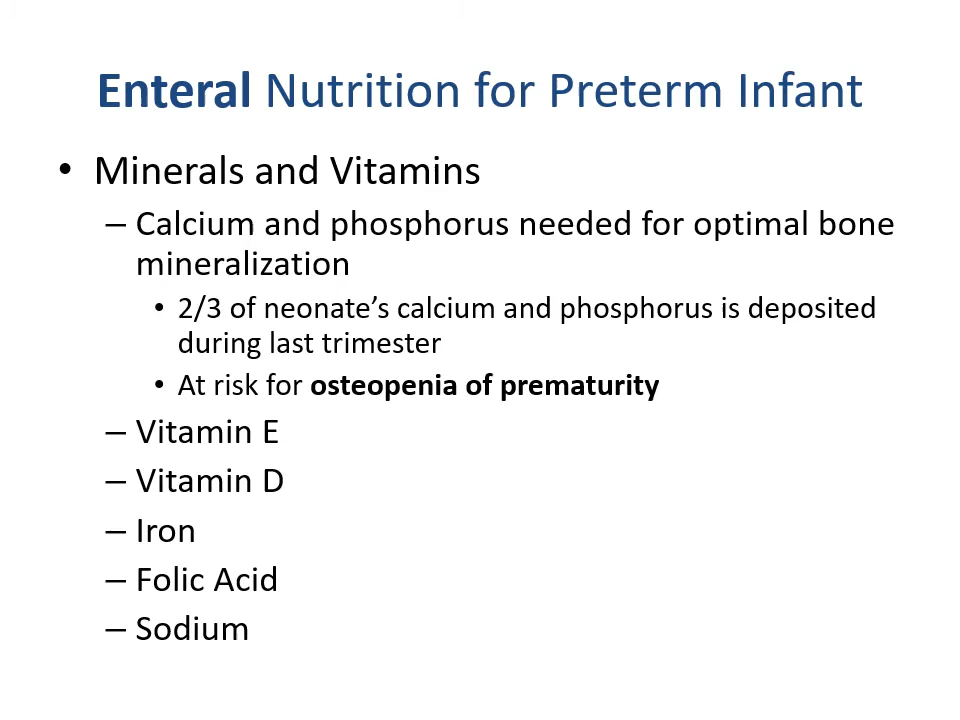 Enteral Nutrition for Preterm Infant
• Minerals and Vitamins
– Calcium and phosphorus needed for optimal bone
mineralization
• 2/3 of neonate’s calcium and phosphorus is deposited
during last trimester
• At risk for osteopenia of prematurity
– Vitamin E
– Vitamin D
– Iron
– Folic Acid
– Sodium